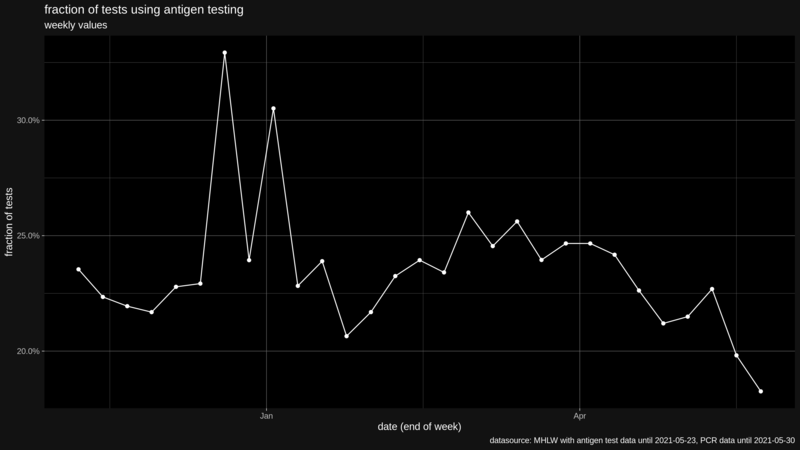 fraction of tests using antigen testing
weekly values
30.0%
25.0%
20.0%
fraction of tests
Jan
Apr
date (end of week)
datasource: MHLW with antigen test data until 2021-05-23, PCR data until 2021-05-30